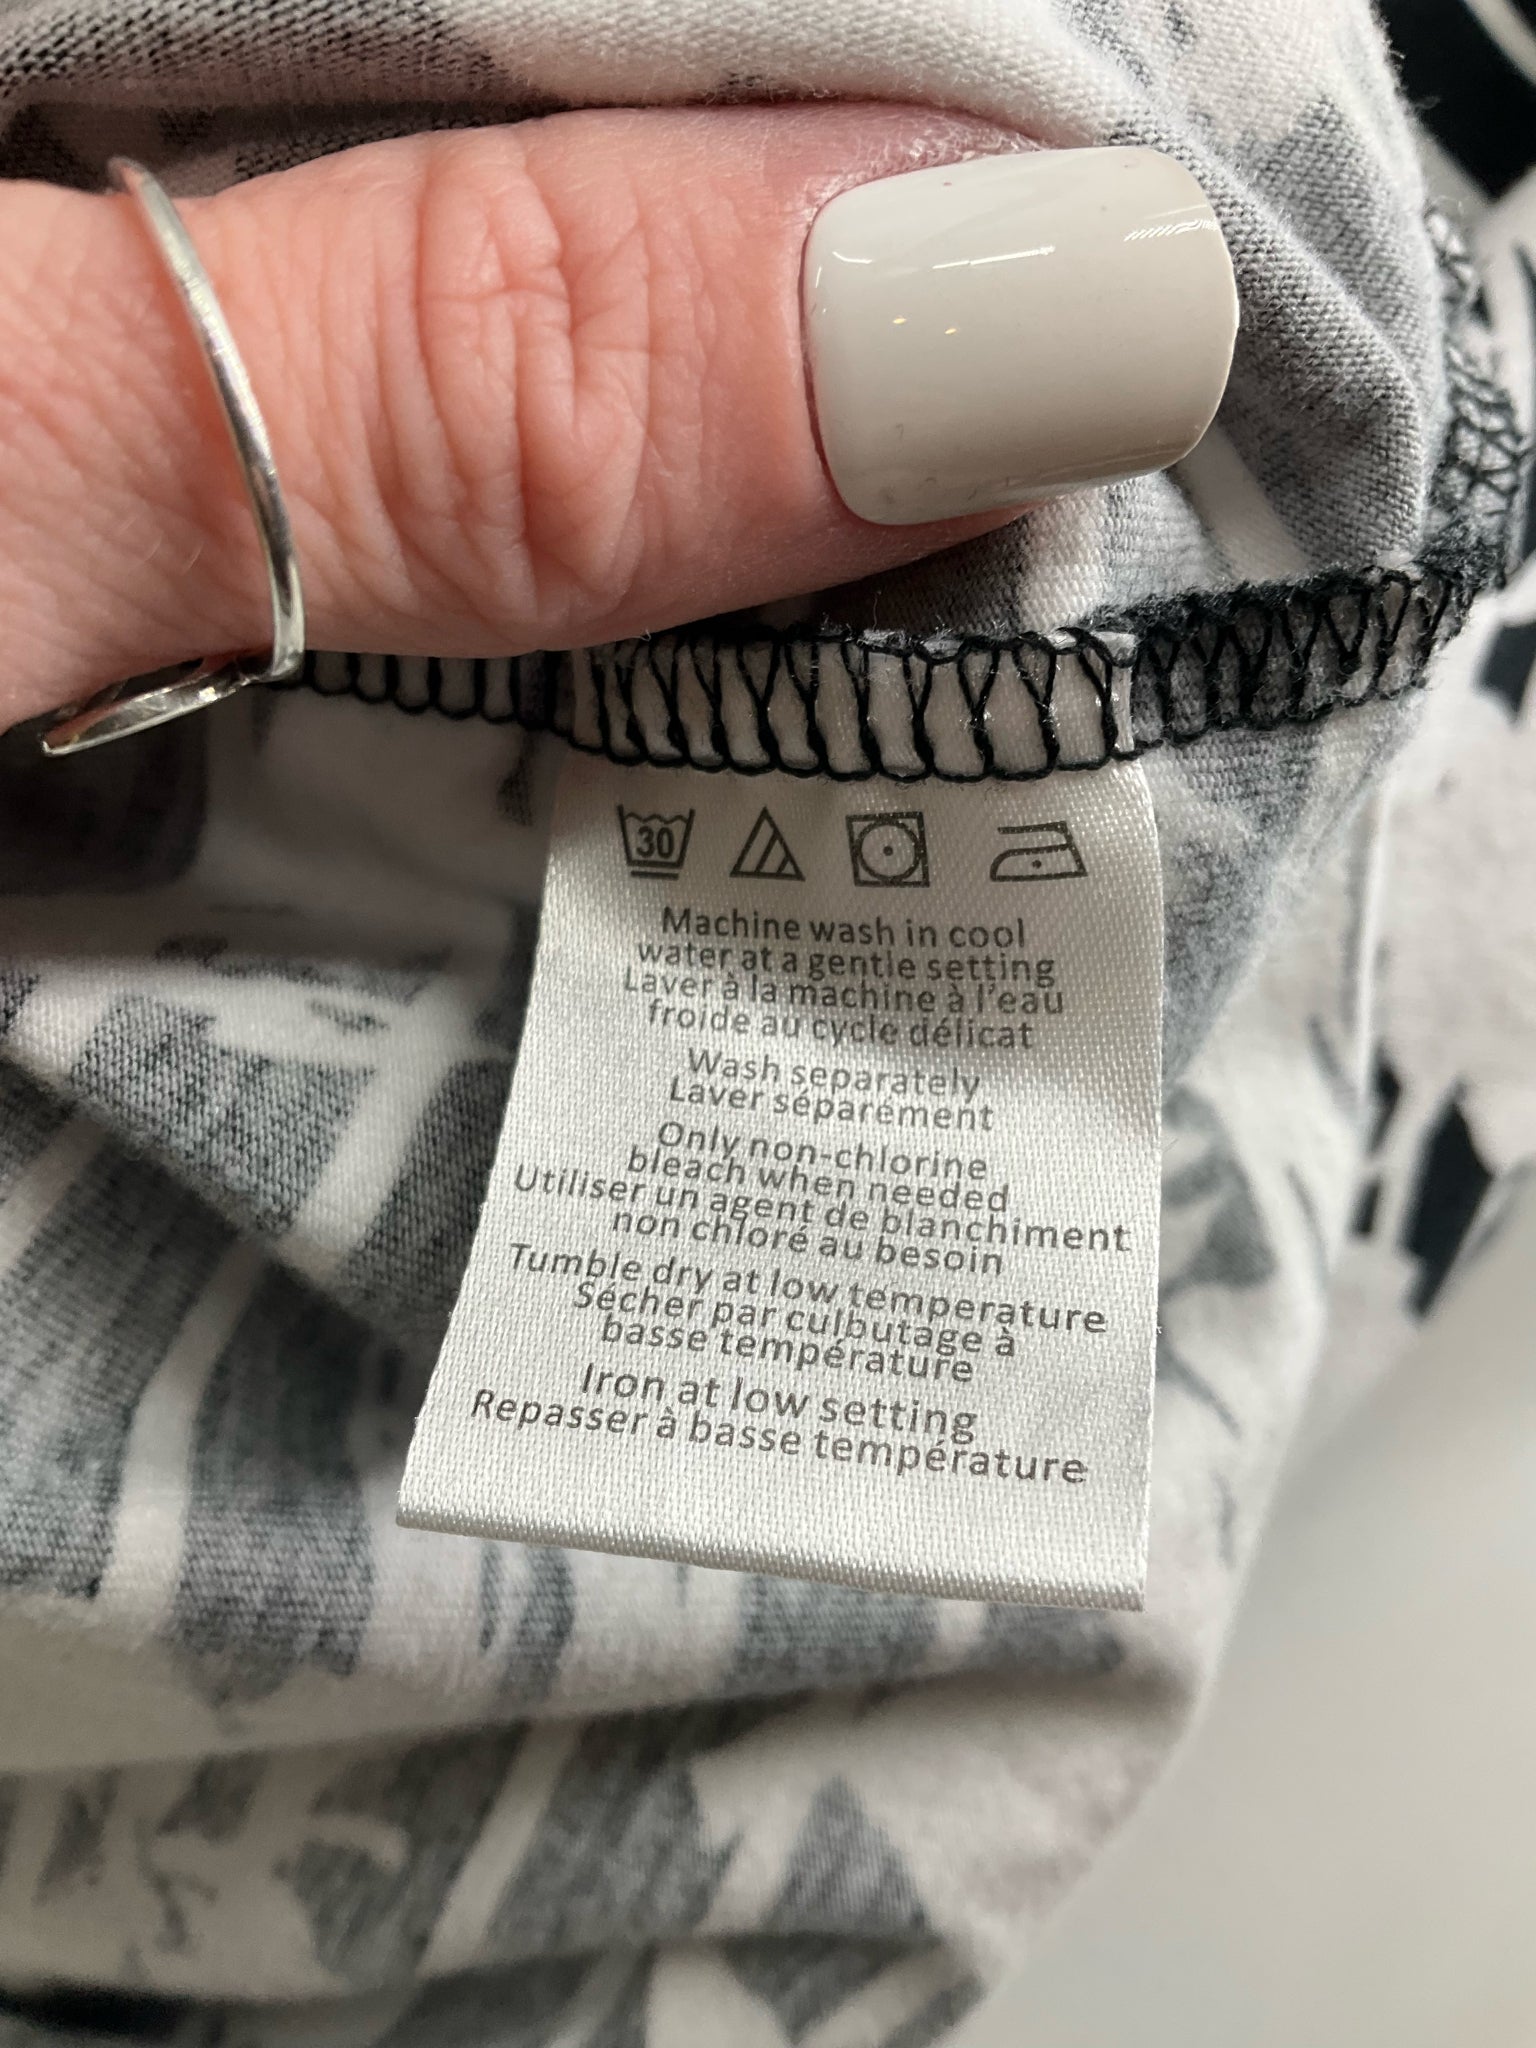 30
Machine wash in cool
water at a gentle setting
Laver à la machine à l'eau
froide au cycle délicat
Wash separately
Laver séparément
Only non-chlorine
bleach when needed
Utiliser un agent de blanchiment
non chloré au besoin
Tumble dry at low temperature
Sécher par culbutage à
basse température
Iron at low setting
Repasser à basse température